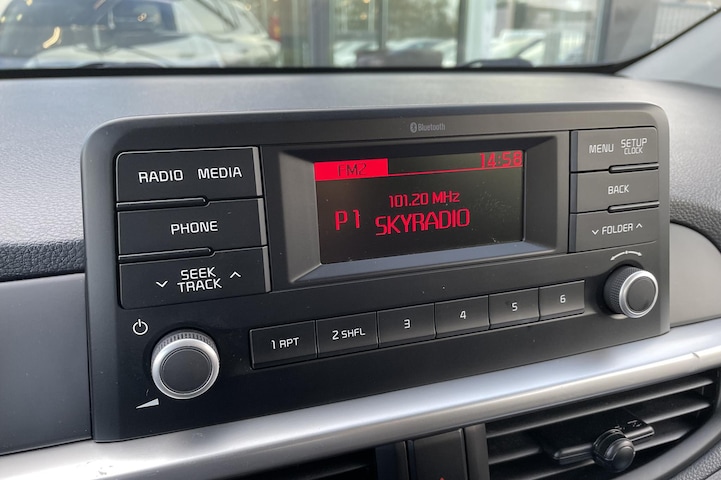 Bluetooth
RADIO MEDIA
PHONE
SEEK
TRACK
FM2
14:58
101.20 MHz
P1
SKYRADIO
MENU
SETUP
CLOCK
BACK
FOLDER
1 RPT
2 SHFL
3
4
5
6